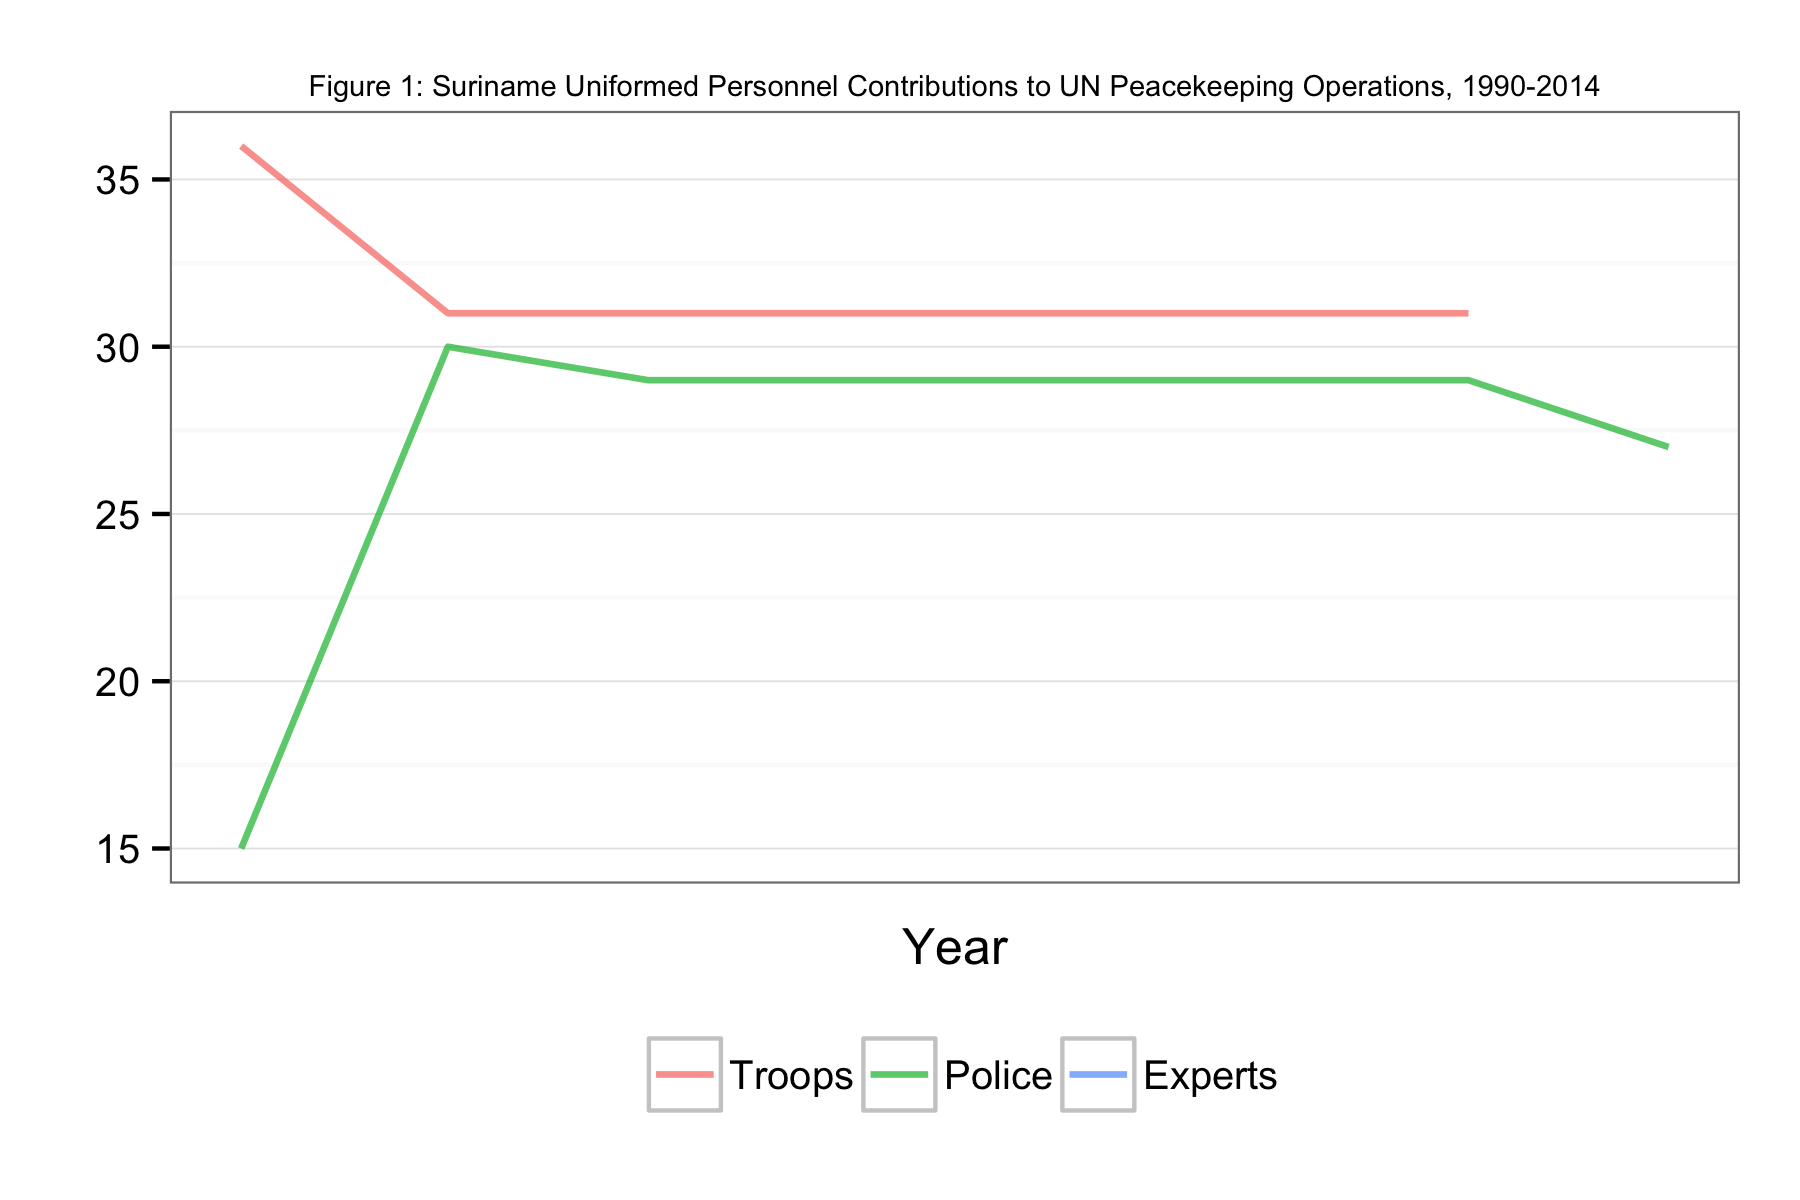 Figure 1: Suriname Uniformed Personnel Contributions to UN Peacekeeping Operations, 1990-2014
35
30
25
20
15
Year
Troops Police Experts